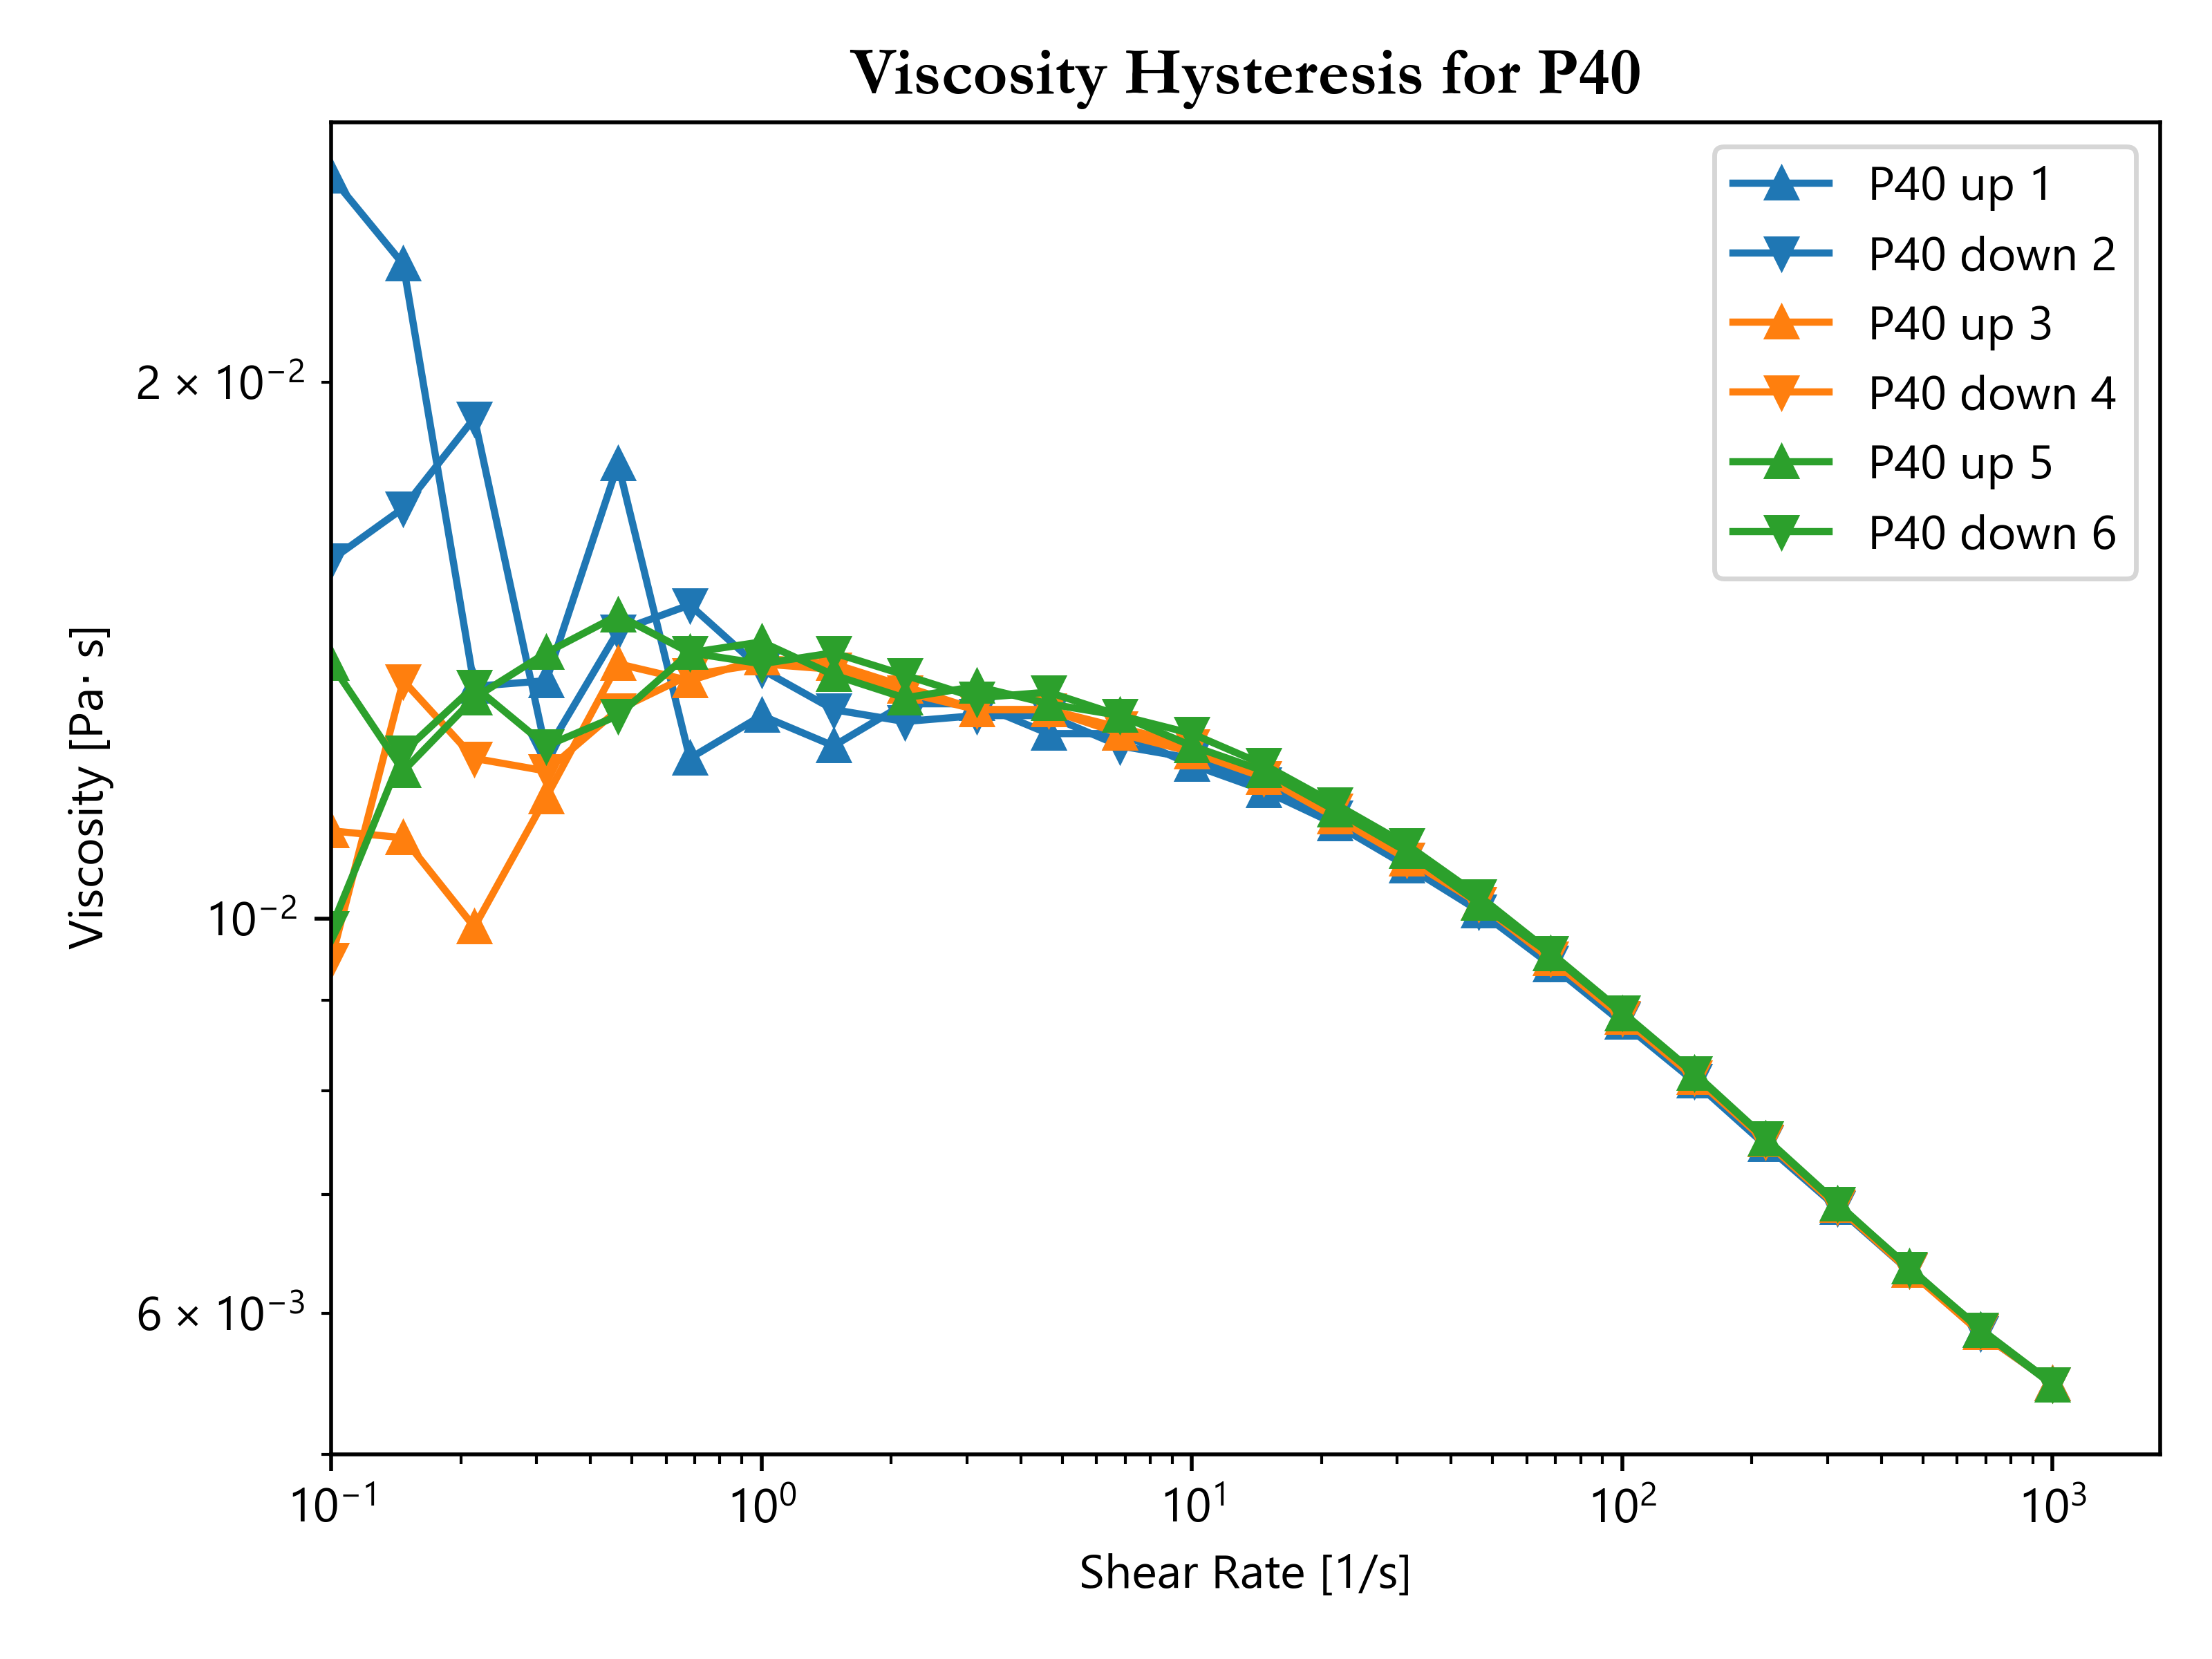 Viscosity Hysteresis for P40
P40 up 1
P40 down 2
P40 up 3
P40 down 4
P40 up 5
P40 down 6
Viscosity [Pa· s]
2 × 10⁻²
10⁻²
6 × 10⁻³
10⁻¹ 10⁰ 10¹ 10² 10³
Shear Rate [1/s]